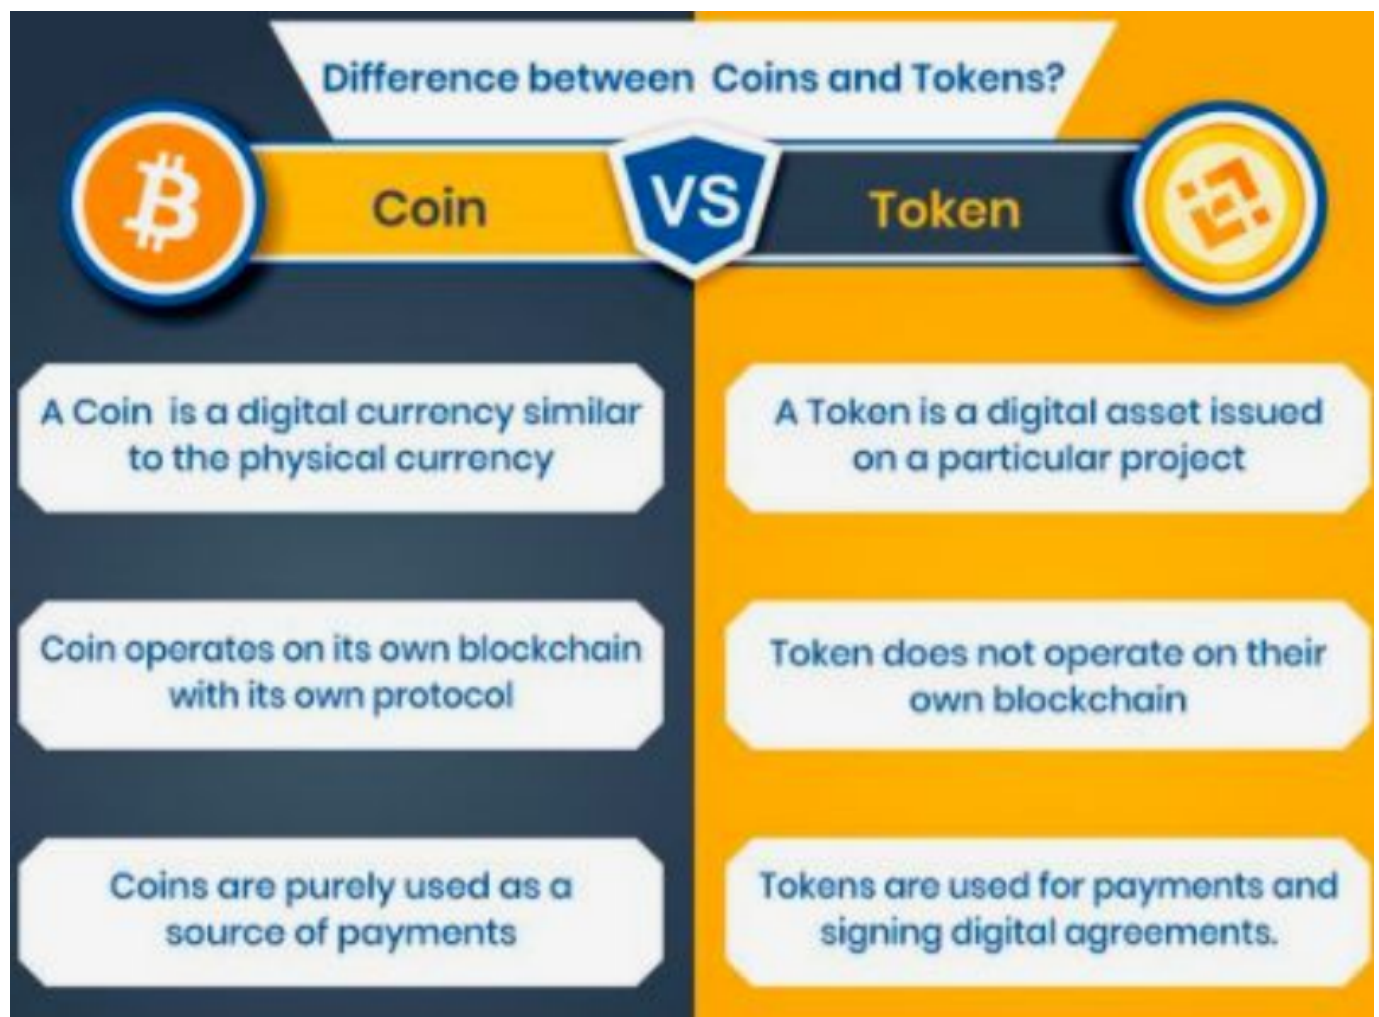 Difference between Coins and Tokens?
Coin
VS
Token
A Coin is a digital currency similar
to the physical currency
A Token is a digital asset issued
on a particular project
Coin operates on its own blockchain
with its own protocol
Token does not operate on their
own blockchain
Coins are purely used as a
source of payments
Tokens are used for payments and
signing digital agreements.